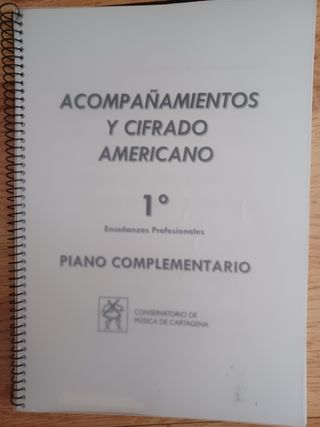 ACOMPAÑAMIENTOS
Y CIFRADO
AMERICANO
1º
Enseñanzas Profesionales
PIANO COMPLEMENTARIO
CONSERVATORIO DE
MÚSICA DE CARTAGENA